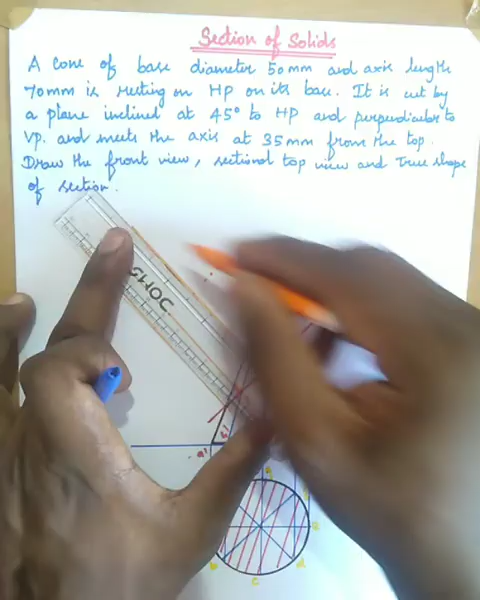 Section of Solids
A Cone of base diameter 50mm and axis length
70mm is resting on HP on its base. It is cut by
a plane inclined at 45° to HP and perpendicular to
VP. and meets the axis at 35mm from the top.
Draw the front view, sectional top view and True shape
of section.
a'
b
c
d
e